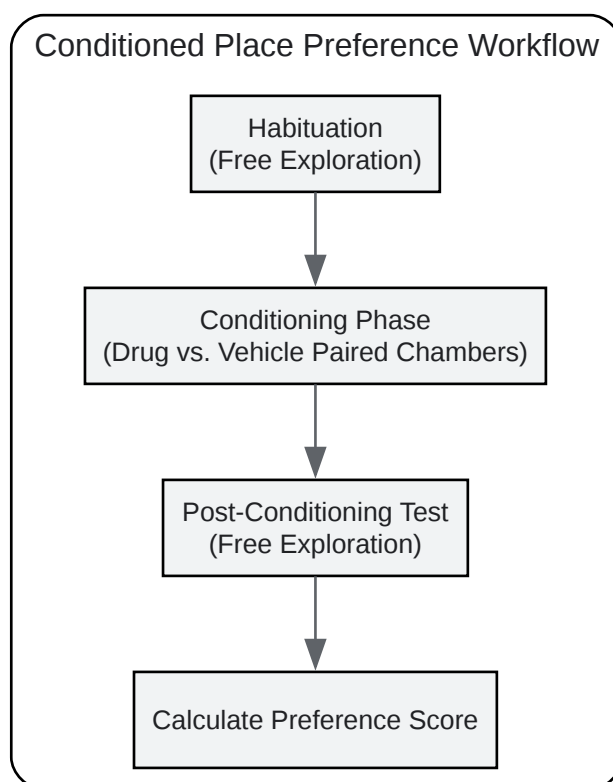 Conditioned Place Preference Workflow
Habituation
(Free Exploration)
Conditioning Phase
(Drug vs. Vehicle Paired Chambers)
Post-Conditioning Test
(Free Exploration)
Calculate Preference Score